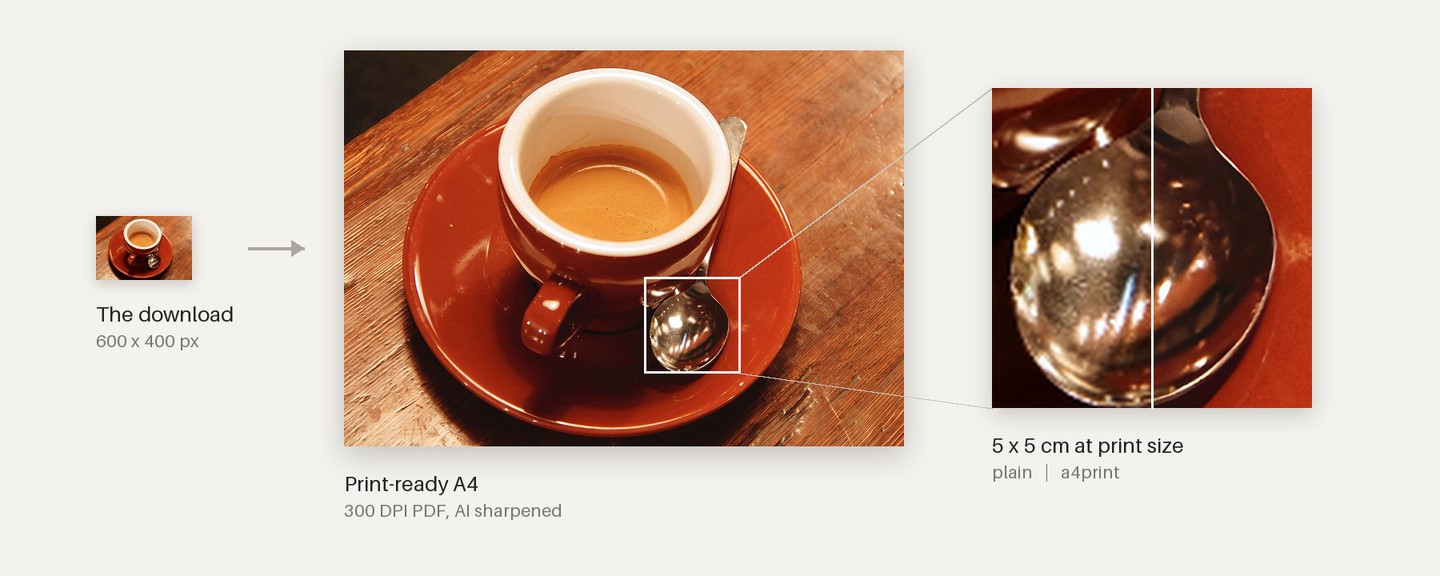 The download
600 x 400 px
Print-ready A4
300 DPI PDF, AI sharpened
5 x 5 cm at print size
plain | a4print